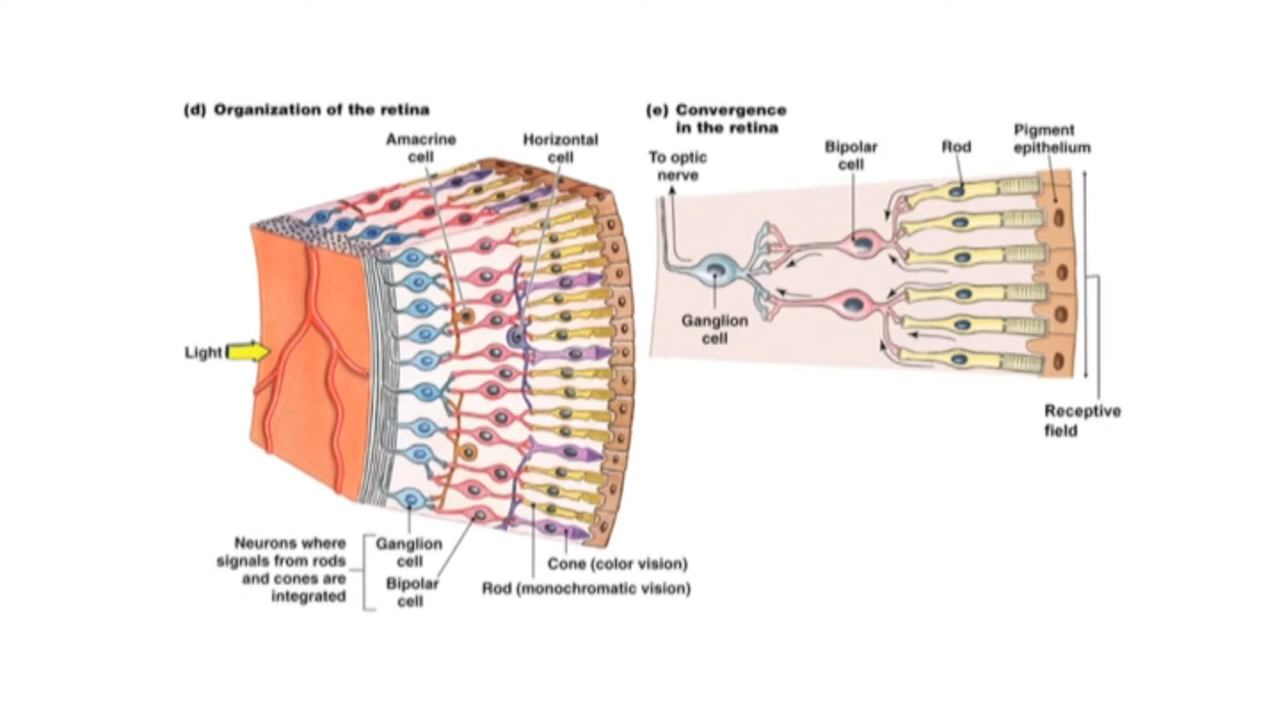 (d) Organization of the retina
Amacrine
cell
Horizontal
cell
Light
Neurons where
signals from rods
and cones are
integrated
Ganglion
cell
Bipolar
cell
Cone (color vision)
Rod (monochromatic vision)
(e) Convergence
in the retina
To optic
nerve
Bipolar
cell
Rod
Pigment
epithelium
Ganglion
cell
Receptive
field